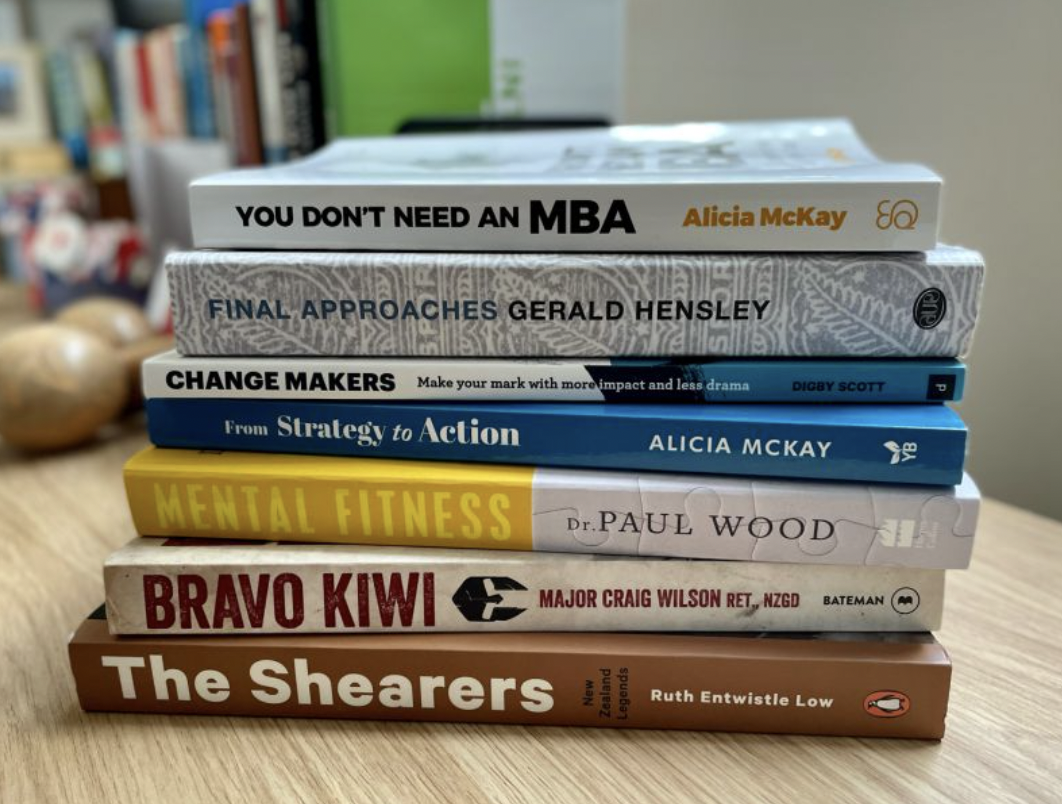 YOU DON'T NEED AN MBA Alicia McKay
FINAL APPROACHES GERALD HENSLEY
CHANGE MAKERS Make your mark with more impact and less drama DIGBY SCOTT P
From Strategy to Action ALICIA MCKAY YB
MENTAL FITNESS Dr. PAUL WOOD
BRAVO KIWI MAJOR CRAIG WILSON RET., NZGD BATEMAN
The Shearers New Zealand Legends Ruth Entwistle Low